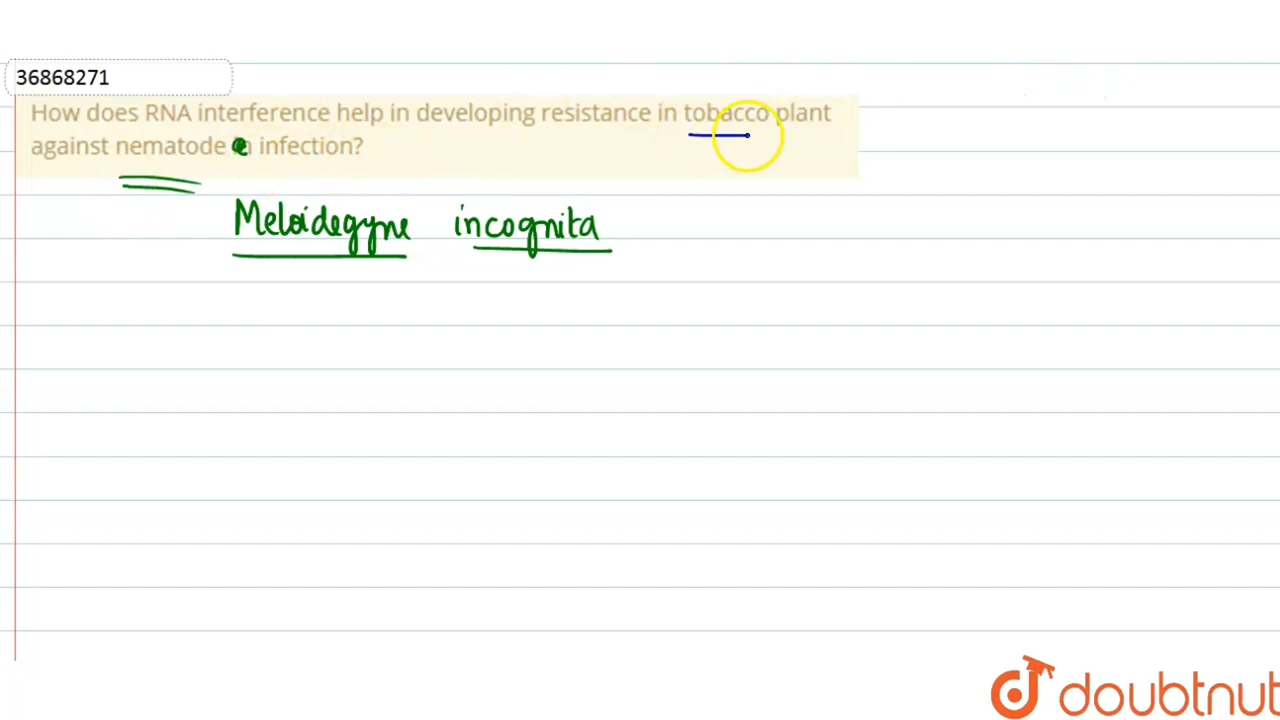 36868271
How does RNA interference help in developing resistance in tobacco plant
against nematode infection?
Meloidegyne incognita
doubtnut